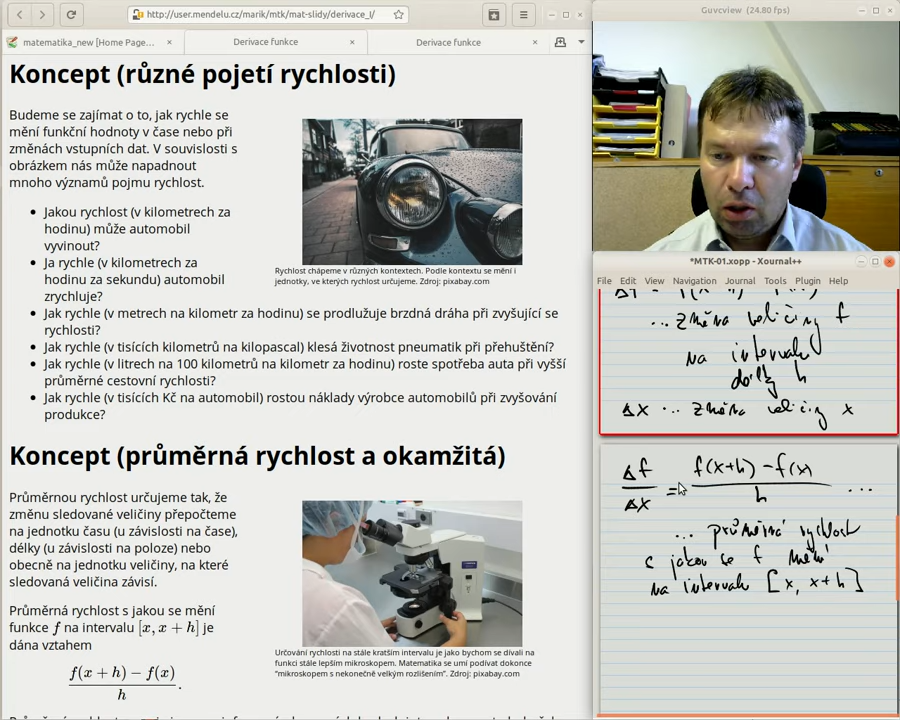 http://user.mendelu.cz/marik/mtk/mat-slidy/derivace_I/
matematika_new [Home Page...
Derivace funkce
Derivace funkce
Koncept (různé pojetí rychlosti)
Budeme se zajímat o to, jak rychle se
mění funkční hodnoty v čase nebo při
změnách vstupních dat. V souvislosti s
obrázkem nás může napadnout
mnoho významů pojmu rychlost.
Jakou rychlost (v kilometrech za
hodinu) může automobil
vyvinout?
Ja rychle (v kilometrech za
hodinu za sekundu) automobil
zrychluje?
Rychlost chápeme v různých kontextech. Podle kontextu se mění i
jednotky, ve kterých rychlost určujeme. Zdroj: pixabay.com
Jak rychle (v metrech na kilometr za hodinu) se prodlužuje brzdná dráha při zvyšující se
rychlosti?
Jak rychle (v tisících kilometrů na kilopascal) klesá životnost pneumatik při přehuštění?
Jak rychle (v litrech na 100 kilometrů na kilometr za hodinu) roste spotřeba auta při vyšší
průměrné cestovní rychlosti?
Jak rychle (v tisících Kč na automobil) rostou náklady výrobce automobilů při zvyšování
produkce?
Koncept (průměrná rychlost a okamžitá)
Průměrnou rychlost určujeme tak, že
změnu sledované veličiny přepočteme
na jednotku času (u závislosti na čase),
délky (u závislosti na poloze) nebo
obecně na jednotku veličiny, na které
sledovaná veličina závisí.
Průměrná rychlost s jakou se mění
funkce f na intervalu [x, x + h] je
dána vztahem
f(x + h) − f(x)
h
.
Určování rychlosti na stále kratším intervalu je jako bychom se dívali na
funkci stále lepším mikroskopem. Matematika se umí podívat dokonce
"mikroskopem s nekonečně velkým rozlišením". Zdroj: pixabay.com
Guvcview (24.80 fps)
*MTK-01.xopp - Xournal++
File Edit View Navigation Journal Tools Plugin Help
... změna veličiny f
na intervalu
délky h
Δx ... změna veličiny x
Δf
Δx
=
f(x+h) - f(x)
h
...
... průměrná rychlost
s jakou se f mění
na intervalu [x, x+h]